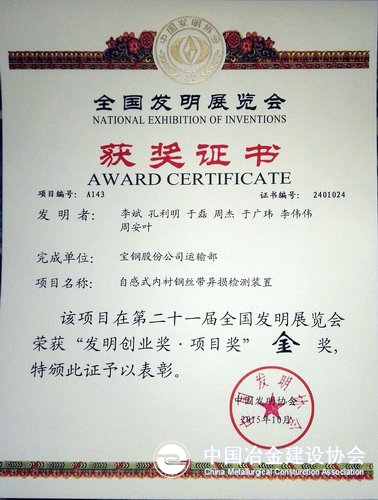 全国发明展览会
NATIONAL EXHIBITION OF INVENTIONS
获奖证书
AWARD CERTIFICATE
项目编号: A143 证书编号: 2401024
发明者: 李斌 孔利明 于磊 周杰 于广玮 李伟伟
周安叶
完成单位: 宝钢股份公司运输部
项目名称: 自感式内衬钢丝带异损检测装置
该项目在第二十一届全国发明展览会
荣获“发明创业奖·项目奖” 金 奖,
特颁此证予以表彰。
中国发明协会
中国发明协会
2015年10月
中国冶金建设协会
China Metallurgical Construction Association